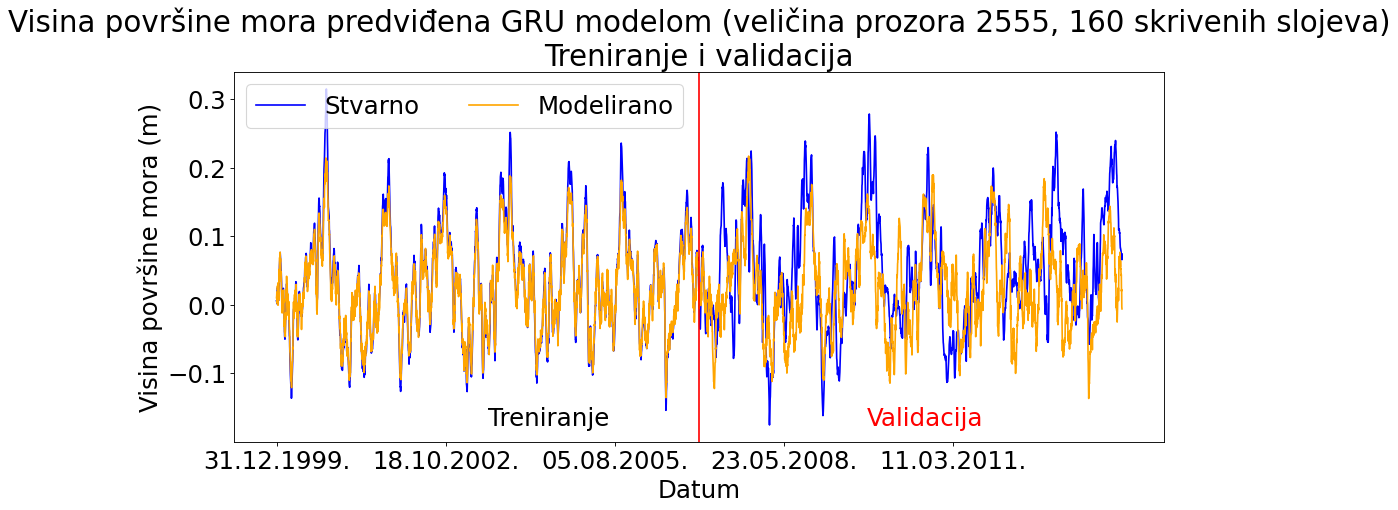 Visina površine mora predviđena GRU modelom (veličina prozora 2555, 160 skrivenih slojeva)
Treniranje i validacija
Stvarno
Modelirano
Visina površine mora (m)
0.3
0.2
0.1
0.0
−0.1
Treniranje
Validacija
31.12.1999.
18.10.2002.
05.08.2005.
23.05.2008.
11.03.2011.
Datum